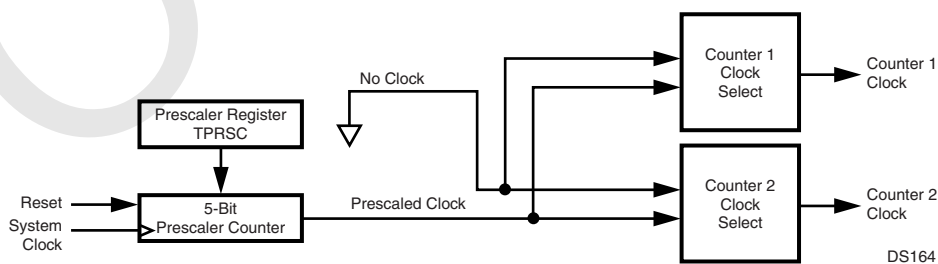 No Clock
Prescaler Register
TPRSC
Reset
System
Clock
5-Bit
Prescaler Counter
Prescaled Clock
Counter 1
Clock
Select
Counter 1
Clock
Counter 2
Clock
Select
Counter 2
Clock
DS164